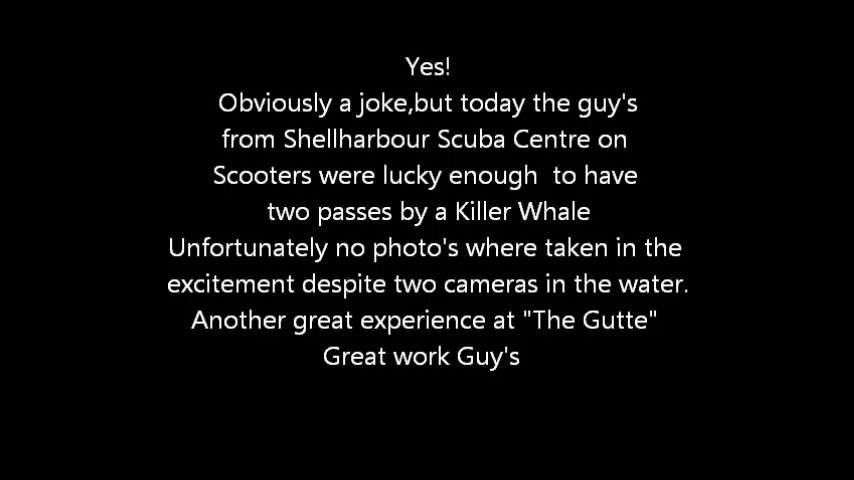 Yes!
Obviously a joke,but today the guy's
from Shellharbour Scuba Centre on
Scooters were lucky enough  to have
two passes by a Killer Whale
Unfortunately no photo's where taken in the
excitement despite two cameras in the water.
Another great experience at "The Gutte"
Great work Guy's